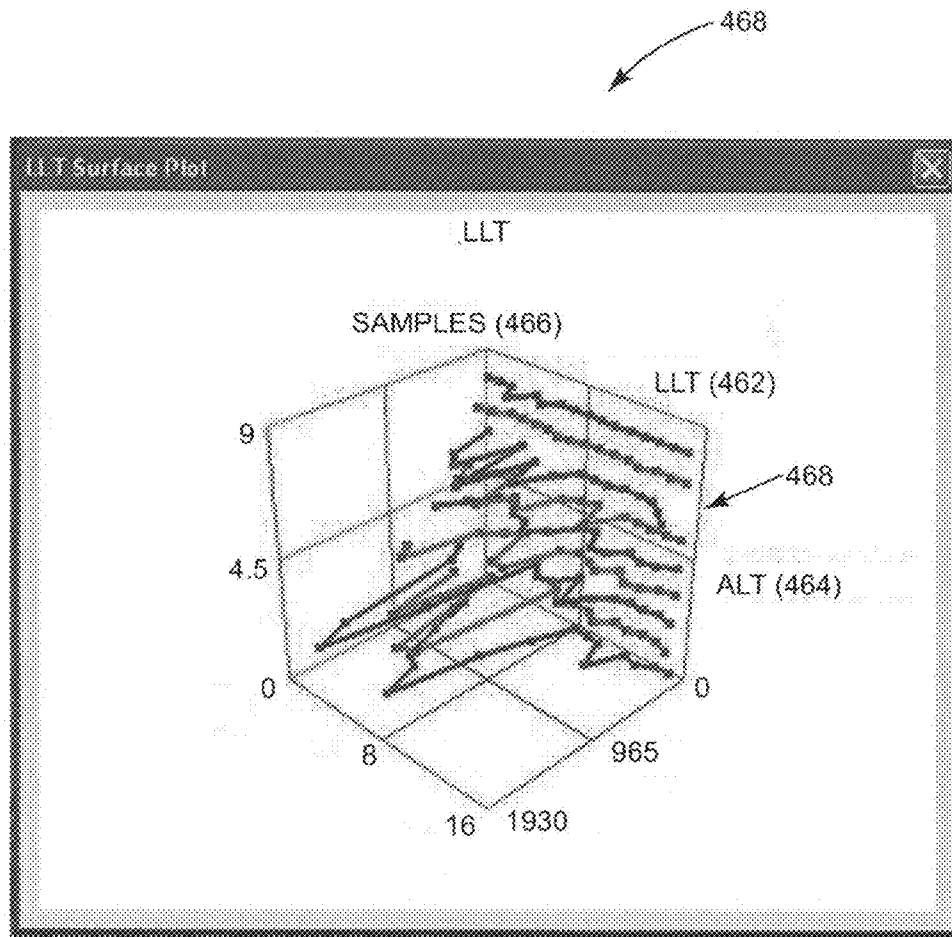 468
LLT Surface Plot
LLT
SAMPLES (466)
LLT (462)
9
468
4.5
ALT (464)
0
0
8
965
16
1930